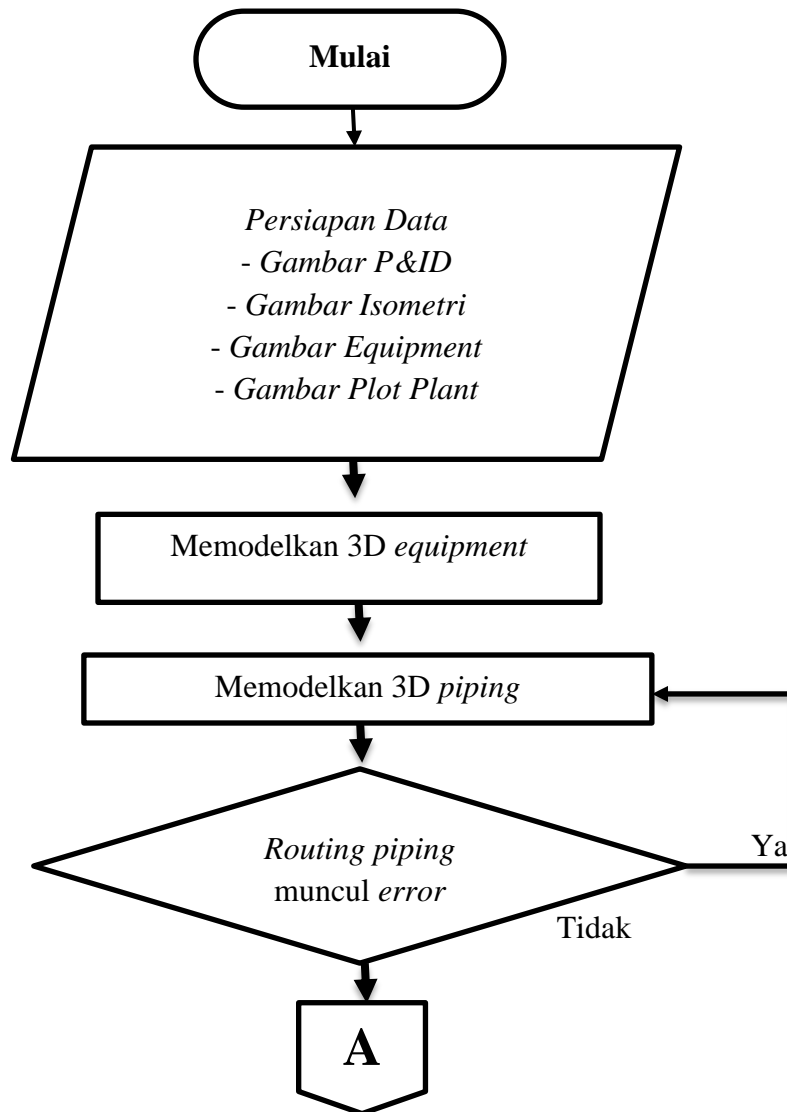 Mulai
Persiapan Data
- Gambar P&ID
- Gambar Isometri
- Gambar Equipment
- Gambar Plot Plant
Memodelkan 3D equipment
Memodelkan 3D piping
Routing piping
muncul error
Ya
Tidak
A